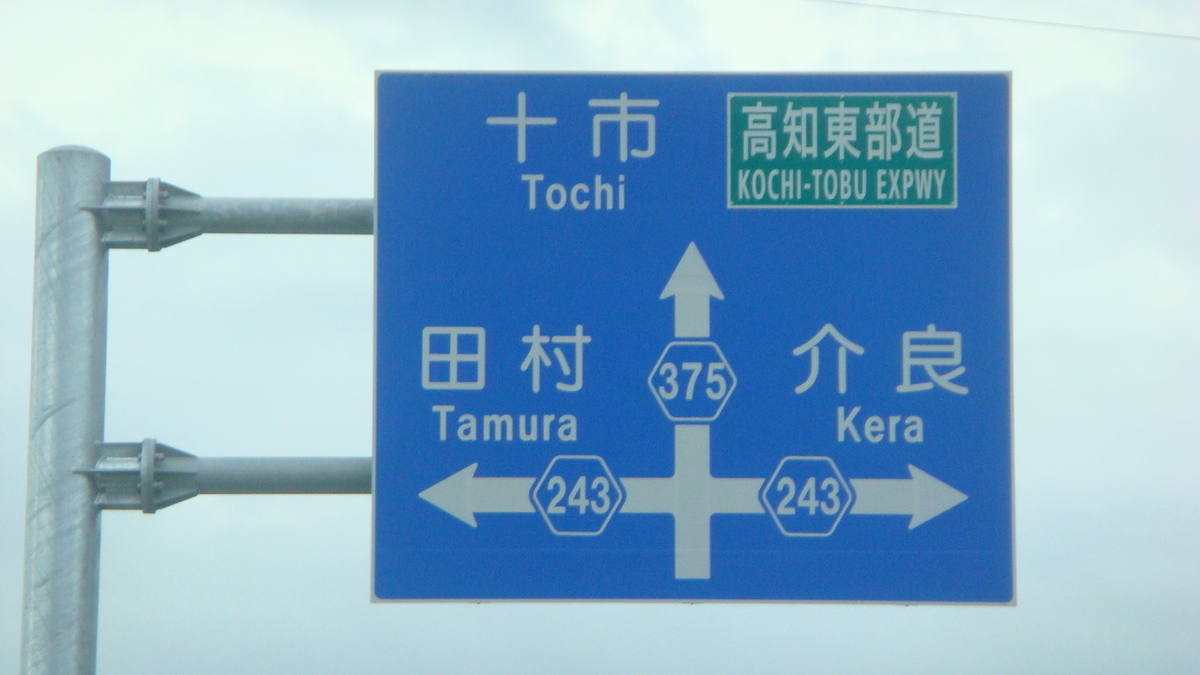 十市
Tochi
高知東部道
KOCHI-TOBU EXPWY
田村
Tamura
375
介良
Kera
243
243